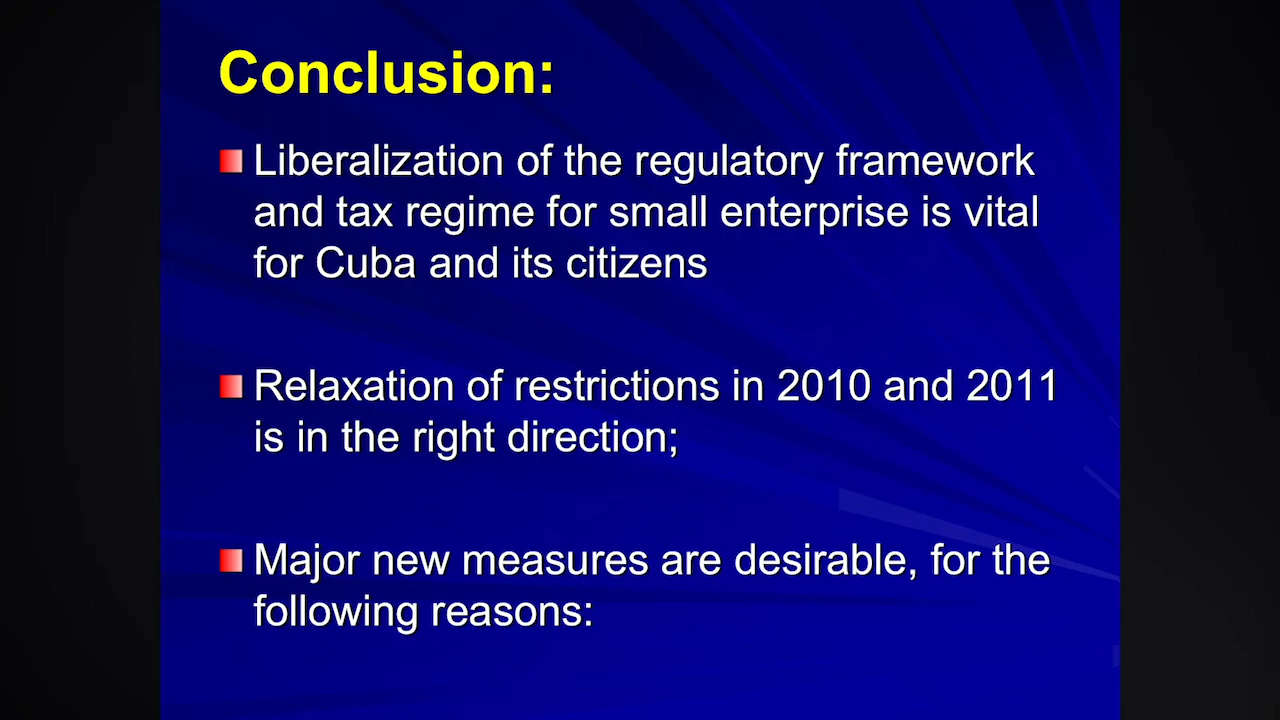 Conclusion:
Liberalization of the regulatory framework
and tax regime for small enterprise is vital
for Cuba and its citizens
Relaxation of restrictions in 2010 and 2011
is in the right direction;
Major new measures are desirable, for the
following reasons: